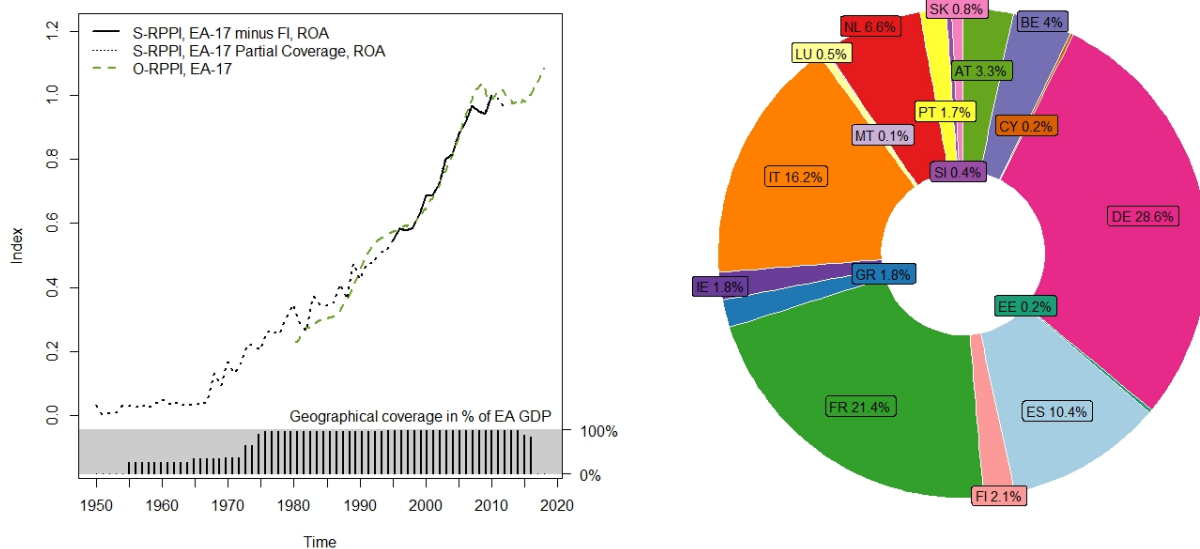 S-RPPI, EA-17 minus FI, ROA
S-RPPI, EA-17 Partial Coverage, ROA
O-RPPI, EA-17
Index
1.2
1.0
0.8
0.6
0.4
0.2
0.0
Geographical coverage in % of EA GDP
100%
0%
1950 1960 1970 1980 1990 2000 2010 2020
Time
SK 0.8%
NL 6.6%
BE 4%
LU 0.5%
AT 3.3%
PT 1.7%
CY 0.2%
MT 0.1%
SI 0.4%
IT 16.2%
DE 28.6%
GR 1.8%
IE 1.8%
EE 0.2%
FR 21.4%
ES 10.4%
FI 2.1%